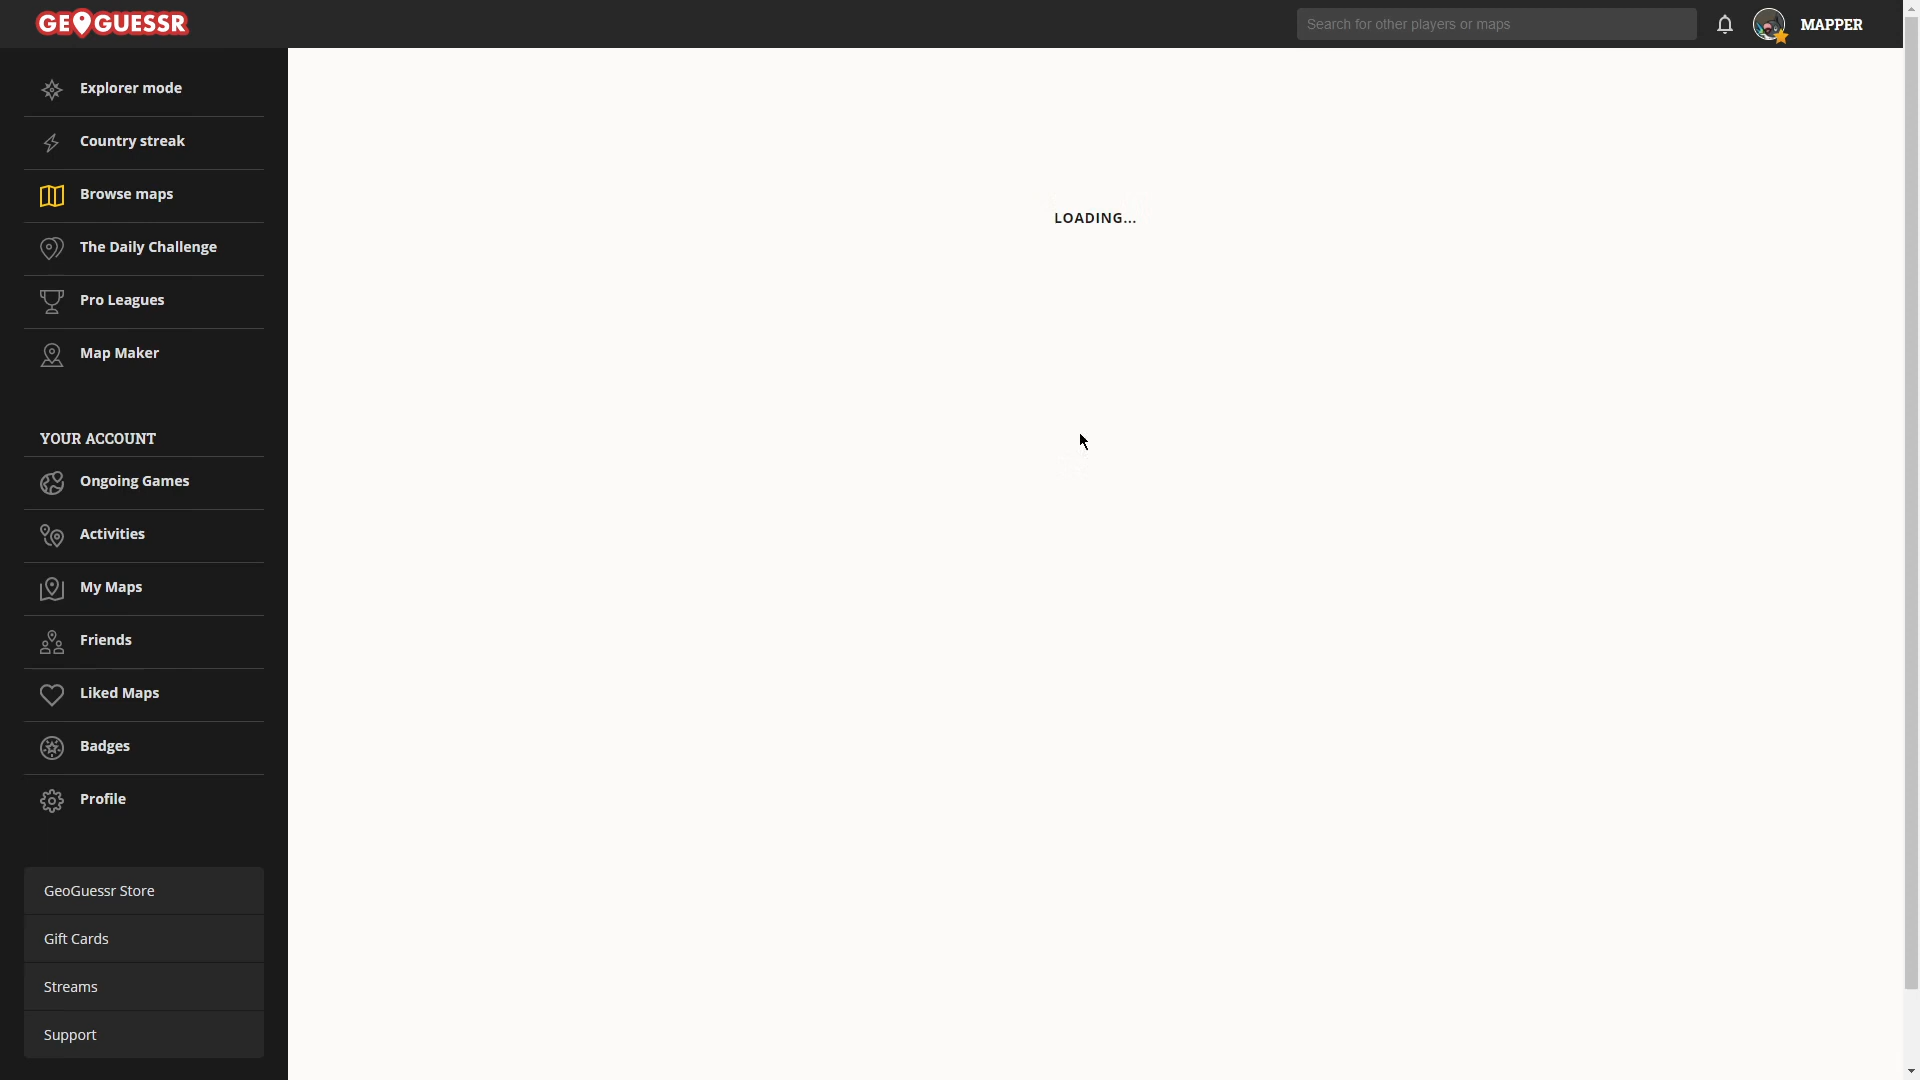 GEOGUESSR
Search for other players or maps
MAPPER
Explorer mode
Country streak
Browse maps
The Daily Challenge
Pro Leagues
Map Maker
YOUR ACCOUNT
Ongoing Games
Activities
My Maps
Friends
Liked Maps
Badges
Profile
GeoGuessr Store
Gift Cards
Streams
Support
LOADING...